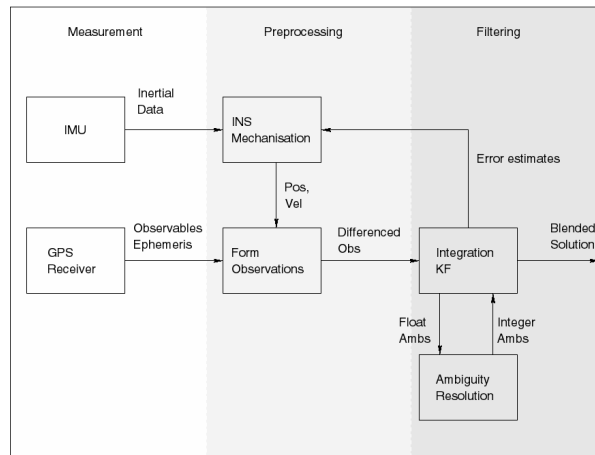 Measurement
Preprocessing
Filtering
Inertial
Data
IMU
INS
Mechanisation
Error estimates
Pos,
Vel
Observables
Ephemeris
Differenced
Obs
Blended
Solution
GPS
Receiver
Form
Observations
Integration
KF
Float
Ambs
Integer
Ambs
Ambiguity
Resolution